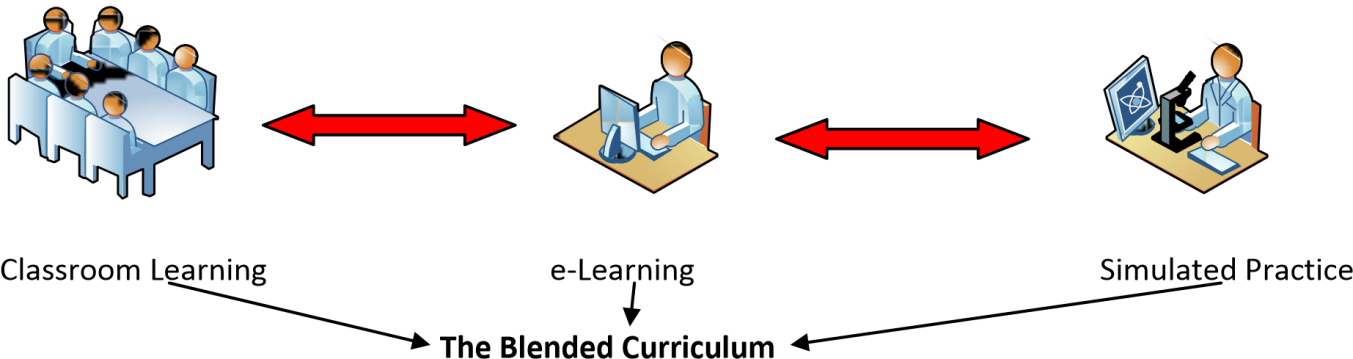 Classroom Learning
e-Learning
Simulated Practice
The Blended Curriculum